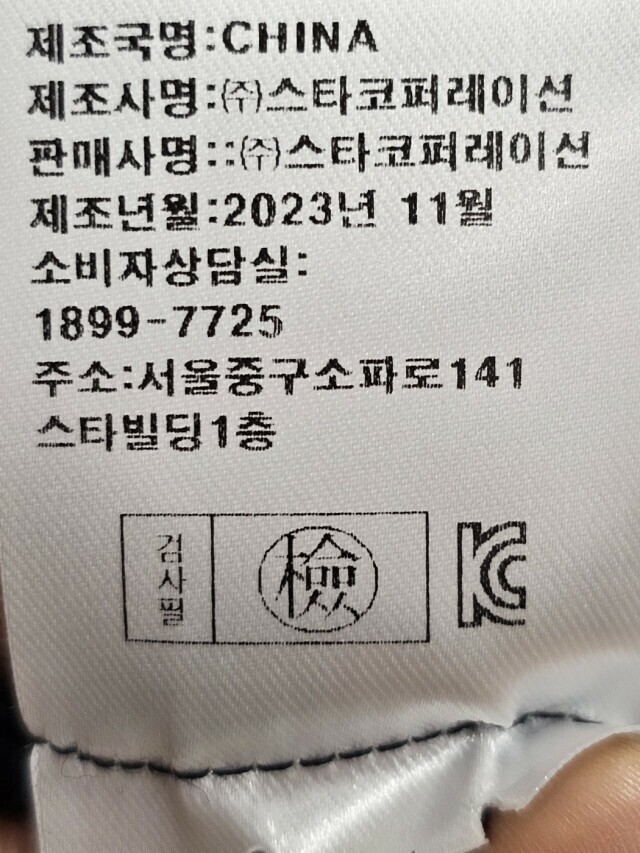 제조국명:CHINA
제조사명:㈜스타코퍼레이션
판매사명::㈜스타코퍼레이션
제조년월:2023년 11월
소비자상담실:
1899-7725
주소:서울중구소파로141
스타빌딩1층
검사필
檢
KC